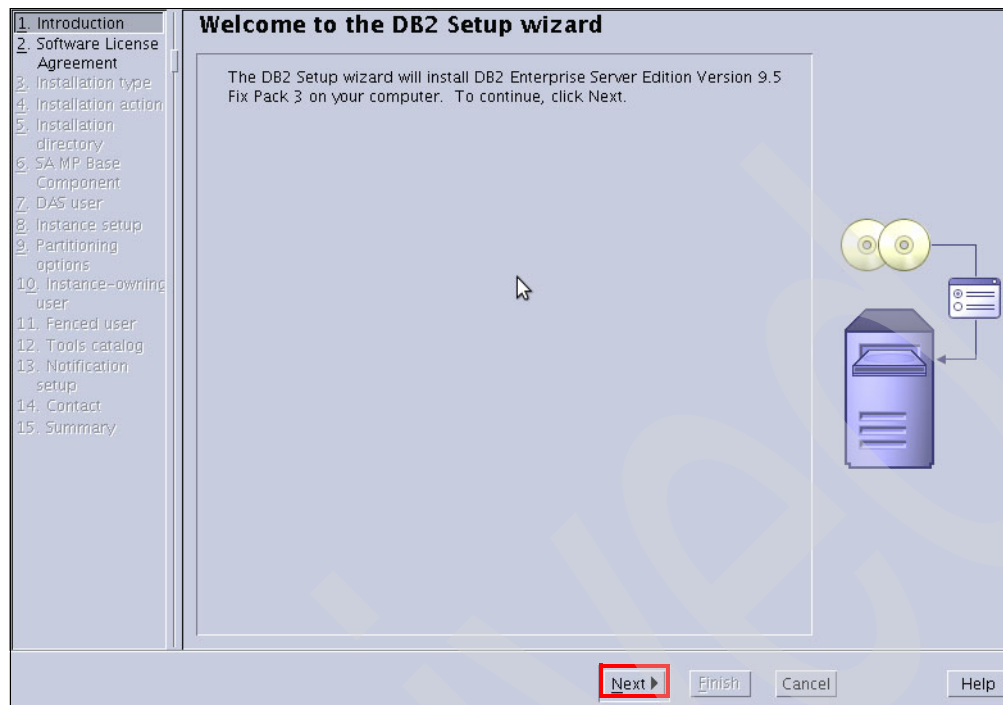 1. Introduction
2. Software License
Agreement
3. Installation type
4. Installation action
5. Installation
directory
6. SA MP Base
Component
7. DAS user
8. Instance setup
9. Partitioning
options
10. Instance-owning
user
11. Fenced user
12. Tools catalog
13. Notification
setup
14. Contact
15. Summary
Welcome to the DB2 Setup wizard
The DB2 Setup wizard will install DB2 Enterprise Server Edition Version 9.5
Fix Pack 3 on your computer. To continue, click Next.
Next
Finish
Cancel
Help